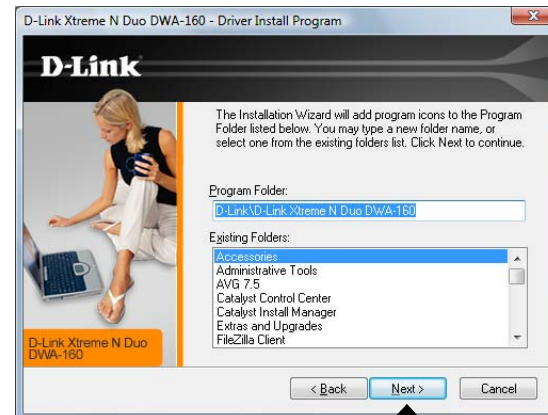 D-Link Xtreme N Duo DWA-160 - Driver Install Program
D-Link
The Installation Wizard will add program icons to the Program
Folder listed below. You may type a new folder name, or
select one from the existing folders list. Click Next to continue.
Program Folder:
D-Link\D-Link Xtreme N Duo DWA-160
Existing Folders:
Accessories
Administrative Tools
AVG 7.5
Catalyst Control Center
Catalyst Install Manager
Extras and Upgrades
FileZilla Client
D-Link Xtreme N Duo
DWA-160
< Back Next > Cancel